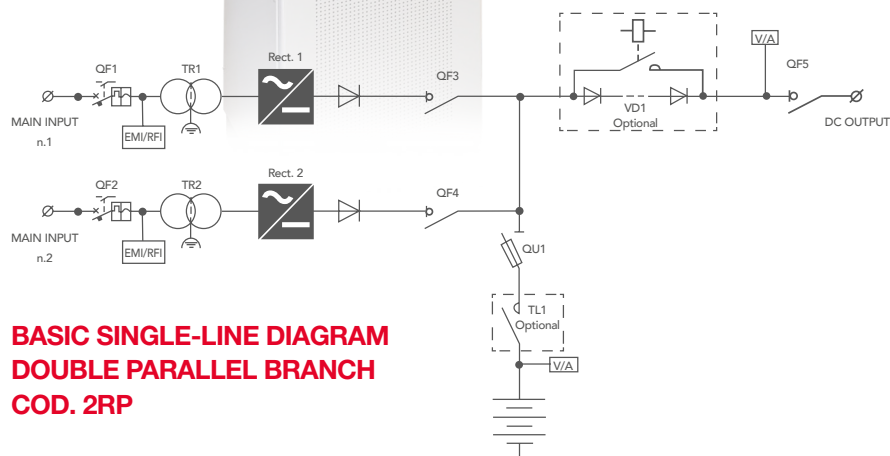 QF1
TR1
Rect. 1
QF3
V/A
QF5
MAIN INPUT
n.1
EMI/RFI
VD1
Optional
DC OUTPUT
QF2
TR2
Rect. 2
QF4
MAIN INPUT
n.2
EMI/RFI
QU1
TL1
Optional
V/A
BASIC SINGLE-LINE DIAGRAM
DOUBLE PARALLEL BRANCH
COD. 2RP